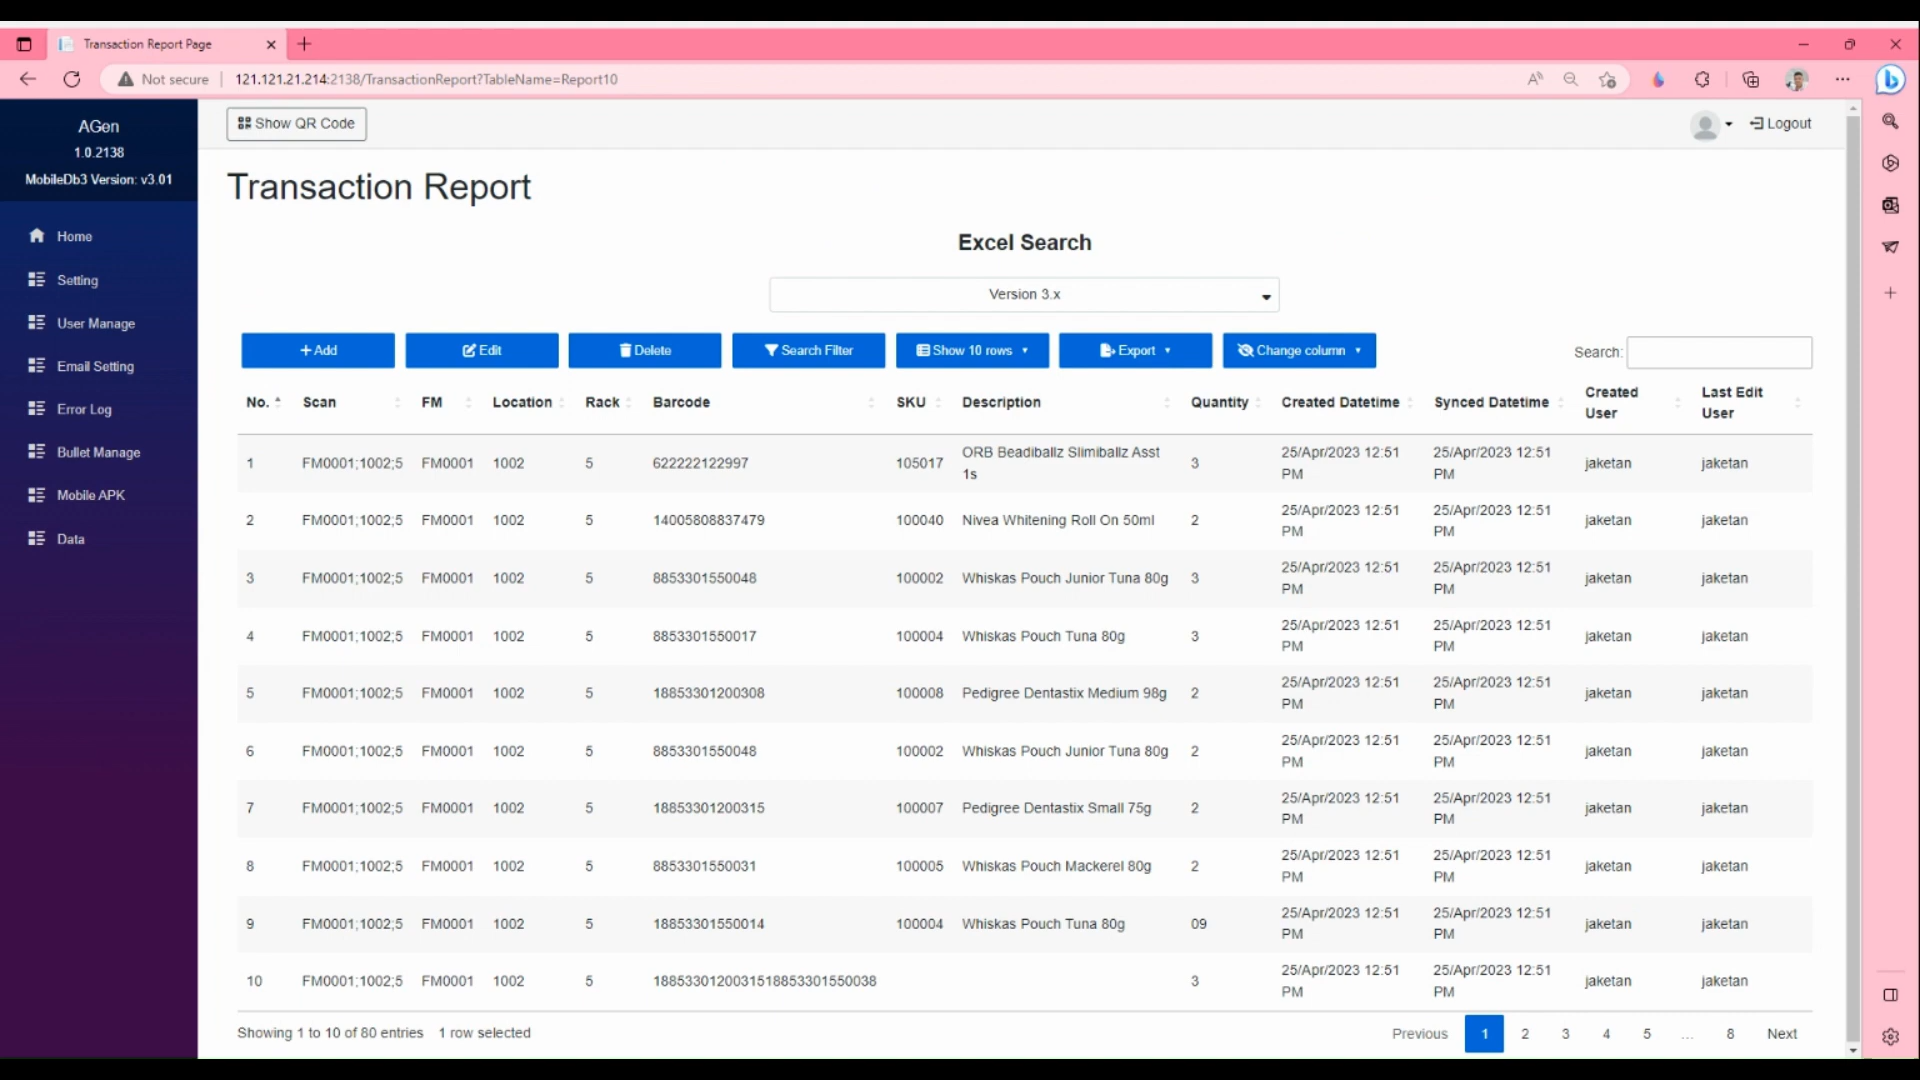 Transaction Report Page
Not secure 121.121.21.214:2138/TransactionReport?TableName=Report10
AGen
1.0.2138
MobileDb3 Version: v3.01
Home
Setting
User Manage
Email Setting
Error Log
Bullet Manage
Mobile APK
Data
Show QR Code
Logout
Transaction Report
Excel Search
Version 3.x
+Add Edit Delete Search Filter Show 10 rows Export Change column Search:
No. Scan FM Location Rack Barcode SKU Description Quantity Created Datetime Synced Datetime Created User Last Edit User
1 FM0001;1002;5 FM0001 1002 5 622222122997 105017 ORB Beadiballz Slimiballz Asst 1s 3 25/Apr/2023 12:51 PM 25/Apr/2023 12:51 PM jaketan jaketan
2 FM0001;1002;5 FM0001 1002 5 14005808837479 100040 Nivea Whitening Roll On 50ml 2 25/Apr/2023 12:51 PM 25/Apr/2023 12:51 PM jaketan jaketan
3 FM0001;1002;5 FM0001 1002 5 8853301550048 100002 Whiskas Pouch Junior Tuna 80g 3 25/Apr/2023 12:51 PM 25/Apr/2023 12:51 PM jaketan jaketan
4 FM0001;1002;5 FM0001 1002 5 8853301550017 100004 Whiskas Pouch Tuna 80g 3 25/Apr/2023 12:51 PM 25/Apr/2023 12:51 PM jaketan jaketan
5 FM0001;1002;5 FM0001 1002 5 18853301200308 100008 Pedigree Dentastix Medium 98g 2 25/Apr/2023 12:51 PM 25/Apr/2023 12:51 PM jaketan jaketan
6 FM0001;1002;5 FM0001 1002 5 8853301550048 100002 Whiskas Pouch Junior Tuna 80g 2 25/Apr/2023 12:51 PM 25/Apr/2023 12:51 PM jaketan jaketan
7 FM0001;1002;5 FM0001 1002 5 18853301200315 100007 Pedigree Dentastix Small 75g 2 25/Apr/2023 12:51 PM 25/Apr/2023 12:51 PM jaketan jaketan
8 FM0001;1002;5 FM0001 1002 5 8853301550031 100005 Whiskas Pouch Mackerel 80g 2 25/Apr/2023 12:51 PM 25/Apr/2023 12:51 PM jaketan jaketan
9 FM0001;1002;5 FM0001 1002 5 18853301550014 100004 Whiskas Pouch Tuna 80g 09 25/Apr/2023 12:51 PM 25/Apr/2023 12:51 PM jaketan jaketan
10 FM0001;1002;5 FM0001 1002 5 1885330120031518853301550038 3 25/Apr/2023 12:51 PM 25/Apr/2023 12:51 PM jaketan jaketan
Showing 1 to 10 of 80 entries 1 row selected
Previous 1 2 3 4 5 ... 8 Next